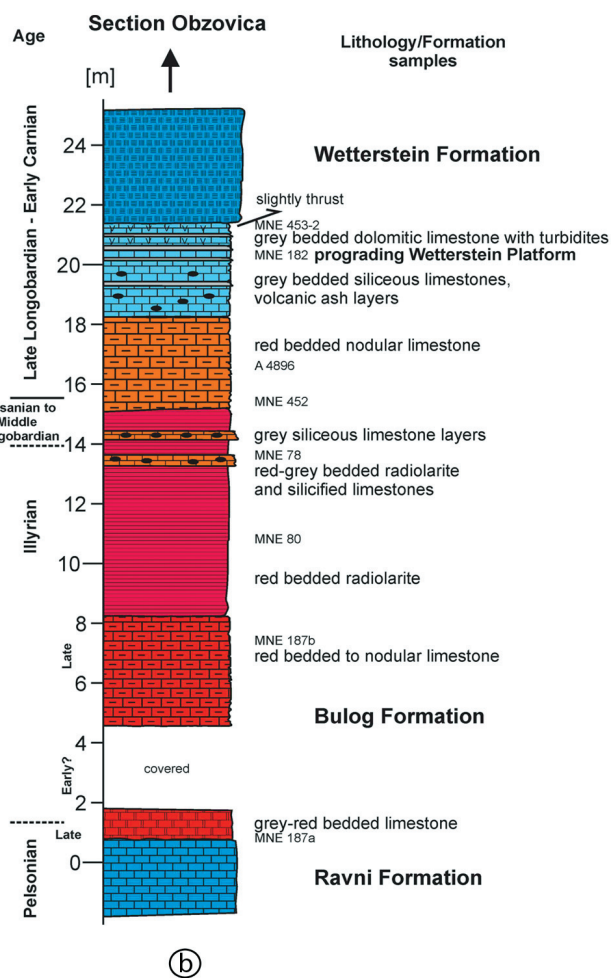 Section Obzovica
Age
Lithology/Formation
samples
[m]
24
Wetterstein Formation
slightly thrust
22
MNE 453-2
grey bedded dolomitic limestone with turbidites
20
MNE 182 prograding Wetterstein Platform
grey bedded siliceous limestones,
volcanic ash layers
18
Late Longobardian - Early Carnian
red bedded nodular limestone
A 4896
16
MNE 452
sanian to
Middle
ngobardian
grey siliceous limestone layers
14
MNE 78
red-grey bedded radiolarite
and silicified limestones
12
MNE 80
Illyrian
10
red bedded radiolarite
8
MNE 187b
red bedded to nodular limestone
Late
6
Bulog Formation
4
covered
Early?
2
grey-red bedded limestone
Late
MNE 187a
0
Ravni Formation
Pelsonian
b